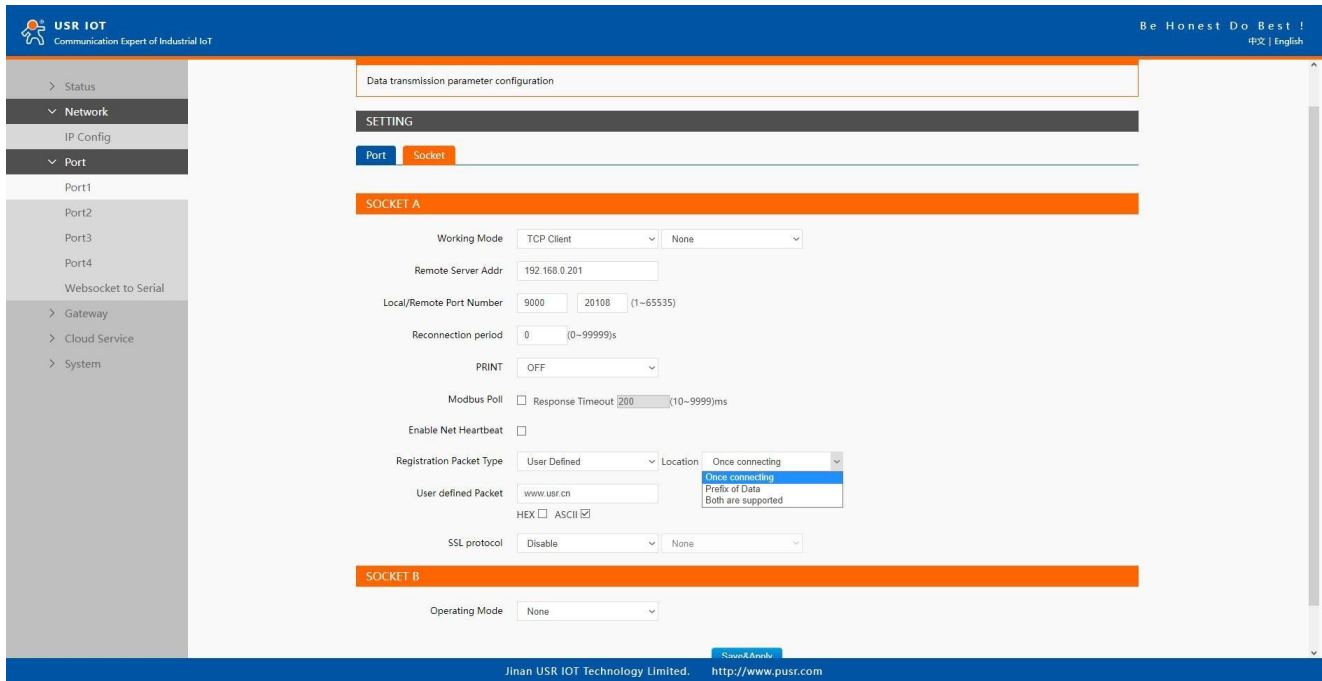 USR IOT
Communication Expert of Industrial IoT
Be Honest Do Best !
中文 | English
Status
Network
IP Config
Port
Port1
Port2
Port3
Port4
Websocket to Serial
Gateway
Cloud Service
System
Data transmission parameter configuration
SETTING
Port Socket
SOCKET A
Working Mode TCP Client None
Remote Server Addr 192.168.0.201
Local/Remote Port Number 9000 20108 (1~65535)
Reconnection period 0 (0~99999)s
PRINT OFF
Modbus Poll Response Timeout 200 (10~9999)ms
Enable Net Heartbeat
Registration Packet Type User Defined Location Once connecting
Once connecting
Prefix of Data
Both are supported
User defined Packet www.usr.cn
HEX ASCII
SSL protocol Disable None
SOCKET B
Operating Mode None
Save&Apply
Jinan USR IOT Technology Limited. http://www.pusr.com